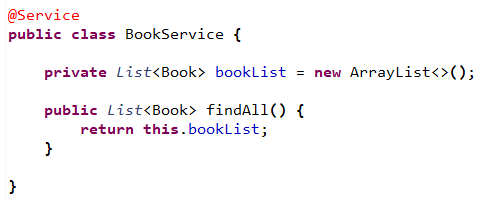 @Service
public class BookService {
private List<Book> bookList = new ArrayList<>();
public List<Book> findAll() {
return this.bookList;
}
}